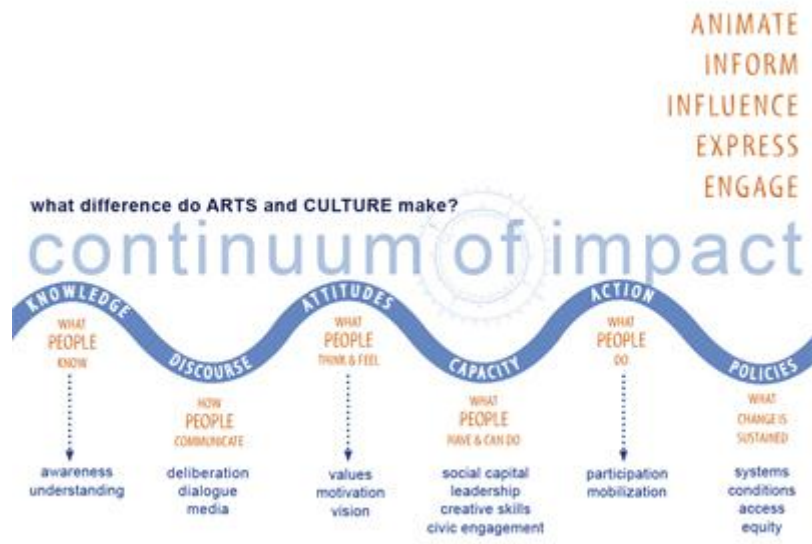 ANIMATE
INFORM
INFLUENCE
EXPRESS
ENGAGE
what difference do ARTS and CULTURE make?
continuum of impact
KNOWLEDGE
WHAT
PEOPLE
KNOW
awareness
understanding
DISCOURSE
HOW
PEOPLE
COMMUNICATE
deliberation
dialogue
media
ATTITUDES
WHAT
PEOPLE
THINK & FEEL
values
motivation
vision
CAPACITY
WHAT
PEOPLE
HAVE & CAN DO
social capital
leadership
creative skills
civic engagement
ACTION
WHAT
PEOPLE
DO
participation
mobilization
POLICIES
WHAT
CHANGE IS
SUSTAINED
systems
conditions
access
equity